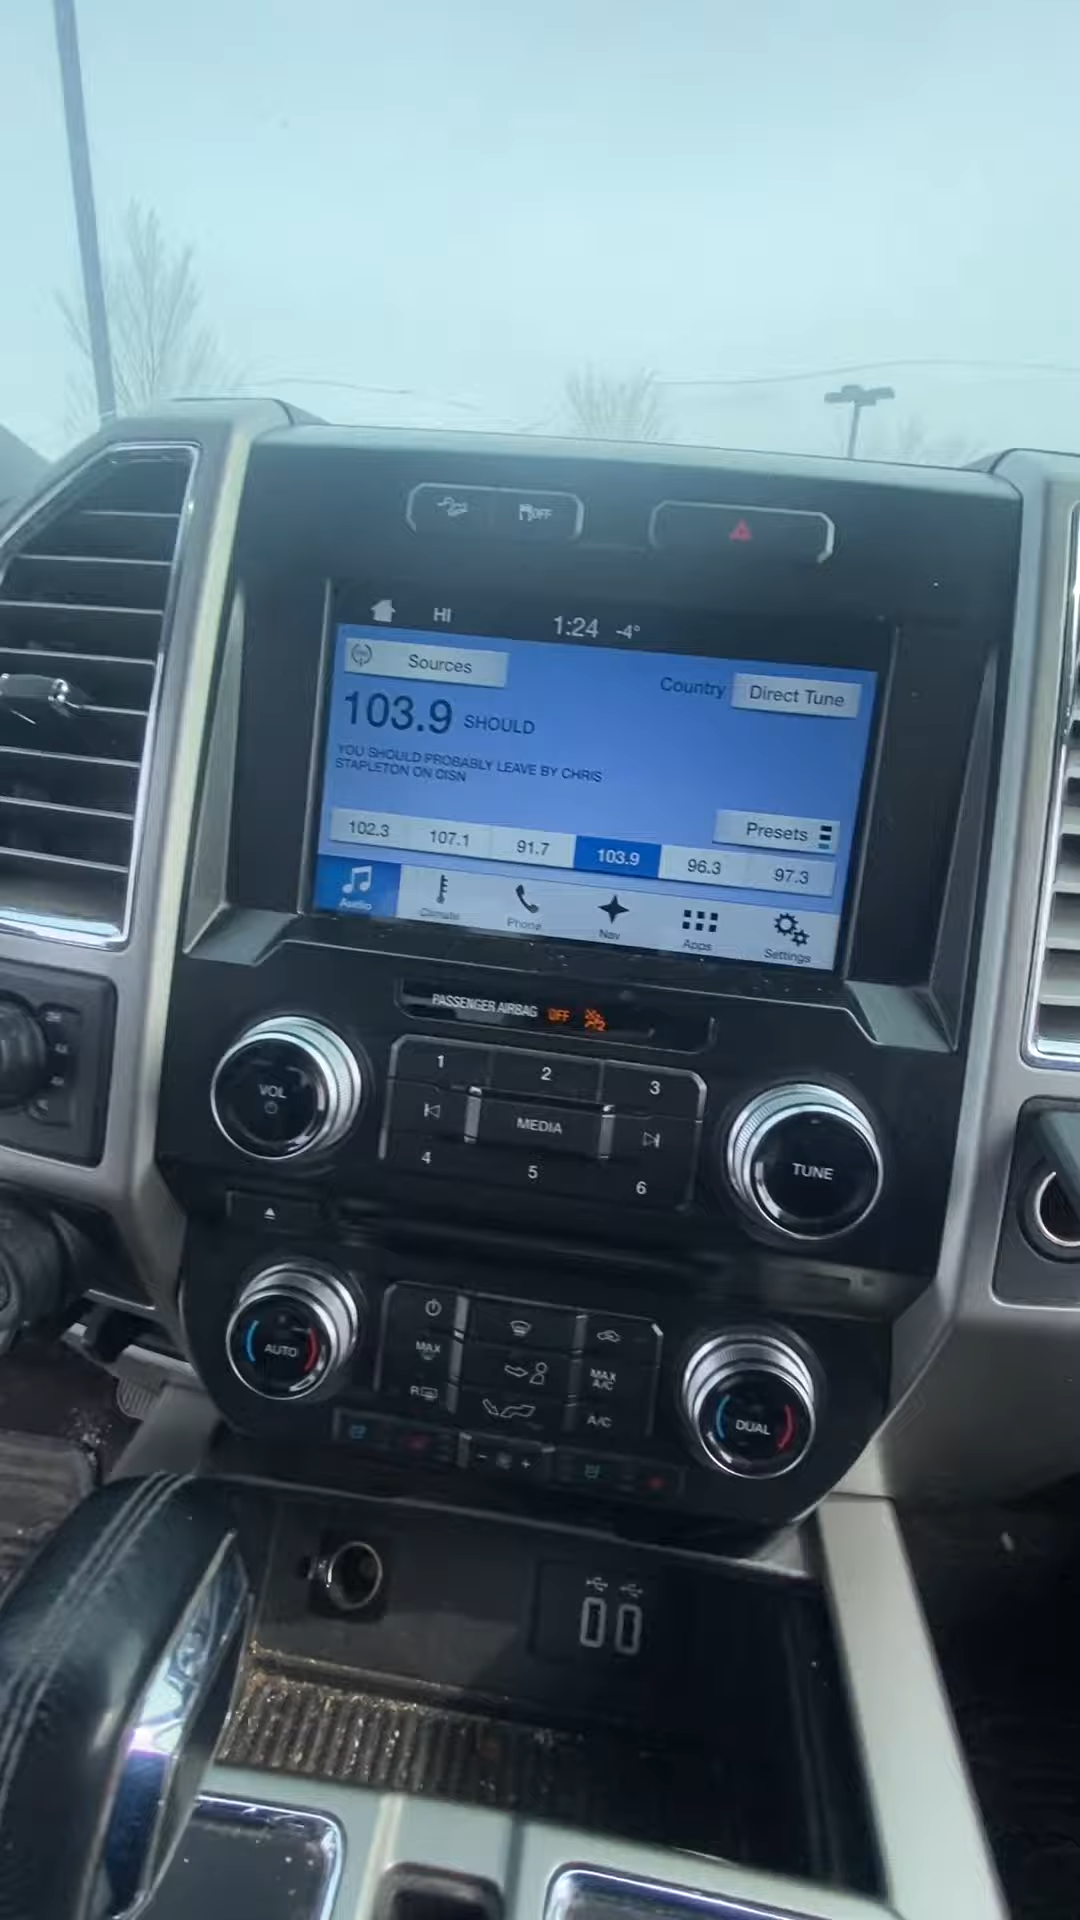 OFF
HI 1:24 -4°
Sources
Country Direct Tune
103.9 SHOULD
YOU SHOULD PROBABLY LEAVE BY CHRIS
STAPLETON ON CISN
Presets
102.3 107.1 91.7 103.9 96.3 97.3
Audio Climate Phone Nav Apps Settings
PASSENGER AIRBAG OFF
1 2 3
VOL
MEDIA
TUNE
4 5 6
AUTO
MAX
MAX A/C
R
A/C
DUAL
- +